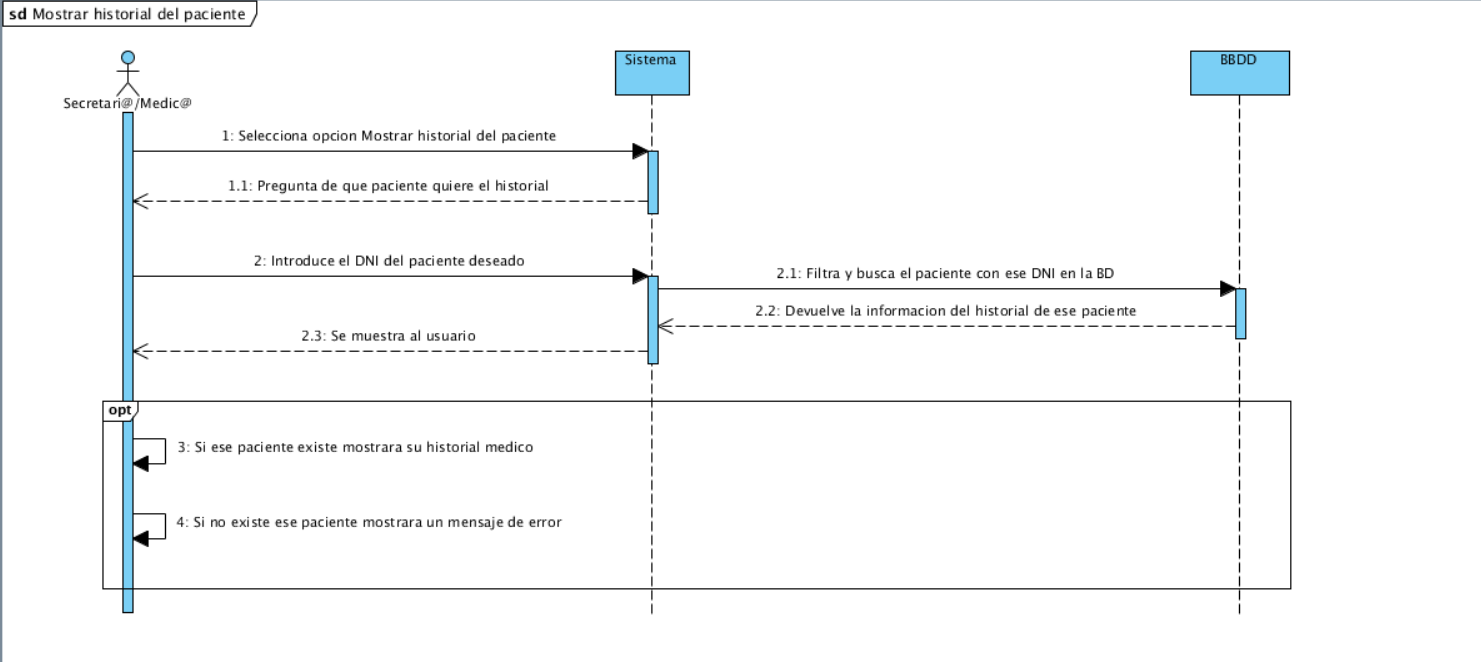 sd Mostrar historial del paciente
Secretari@/Medic@
Sistema
BBDD
1: Selecciona opcion Mostrar historial del paciente
1.1: Pregunta de que paciente quiere el historial
2: Introduce el DNI del paciente deseado
2.1: Filtra y busca el paciente con ese DNI en la BD
2.2: Devuelve la informacion del historial de ese paciente
2.3: Se muestra al usuario
opt
3: Si ese paciente existe mostrara su historial medico
4: Si no existe ese paciente mostrara un mensaje de error